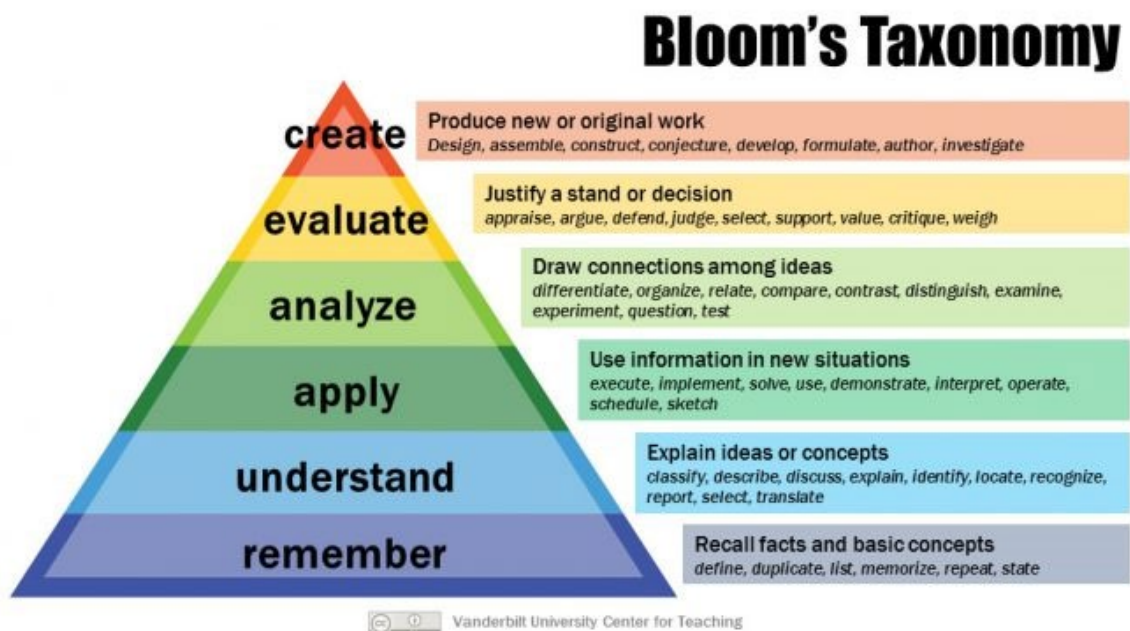 Bloom's Taxonomy
create
Produce new or original work
Design, assemble, construct, conjecture, develop, formulate, author, investigate
evaluate
Justify a stand or decision
appraise, argue, defend, judge, select, support, value, critique, weigh
analyze
Draw connections among ideas
differentiate, organize, relate, compare, contrast, distinguish, examine,
experiment, question, test
apply
Use information in new situations
execute, implement, solve, use, demonstrate, interpret, operate,
schedule, sketch
understand
Explain ideas or concepts
classify, describe, discuss, explain, identify, locate, recognize,
report, select, translate
remember
Recall facts and basic concepts
define, duplicate, list, memorize, repeat, state
cc Vanderbilt University Center for Teaching